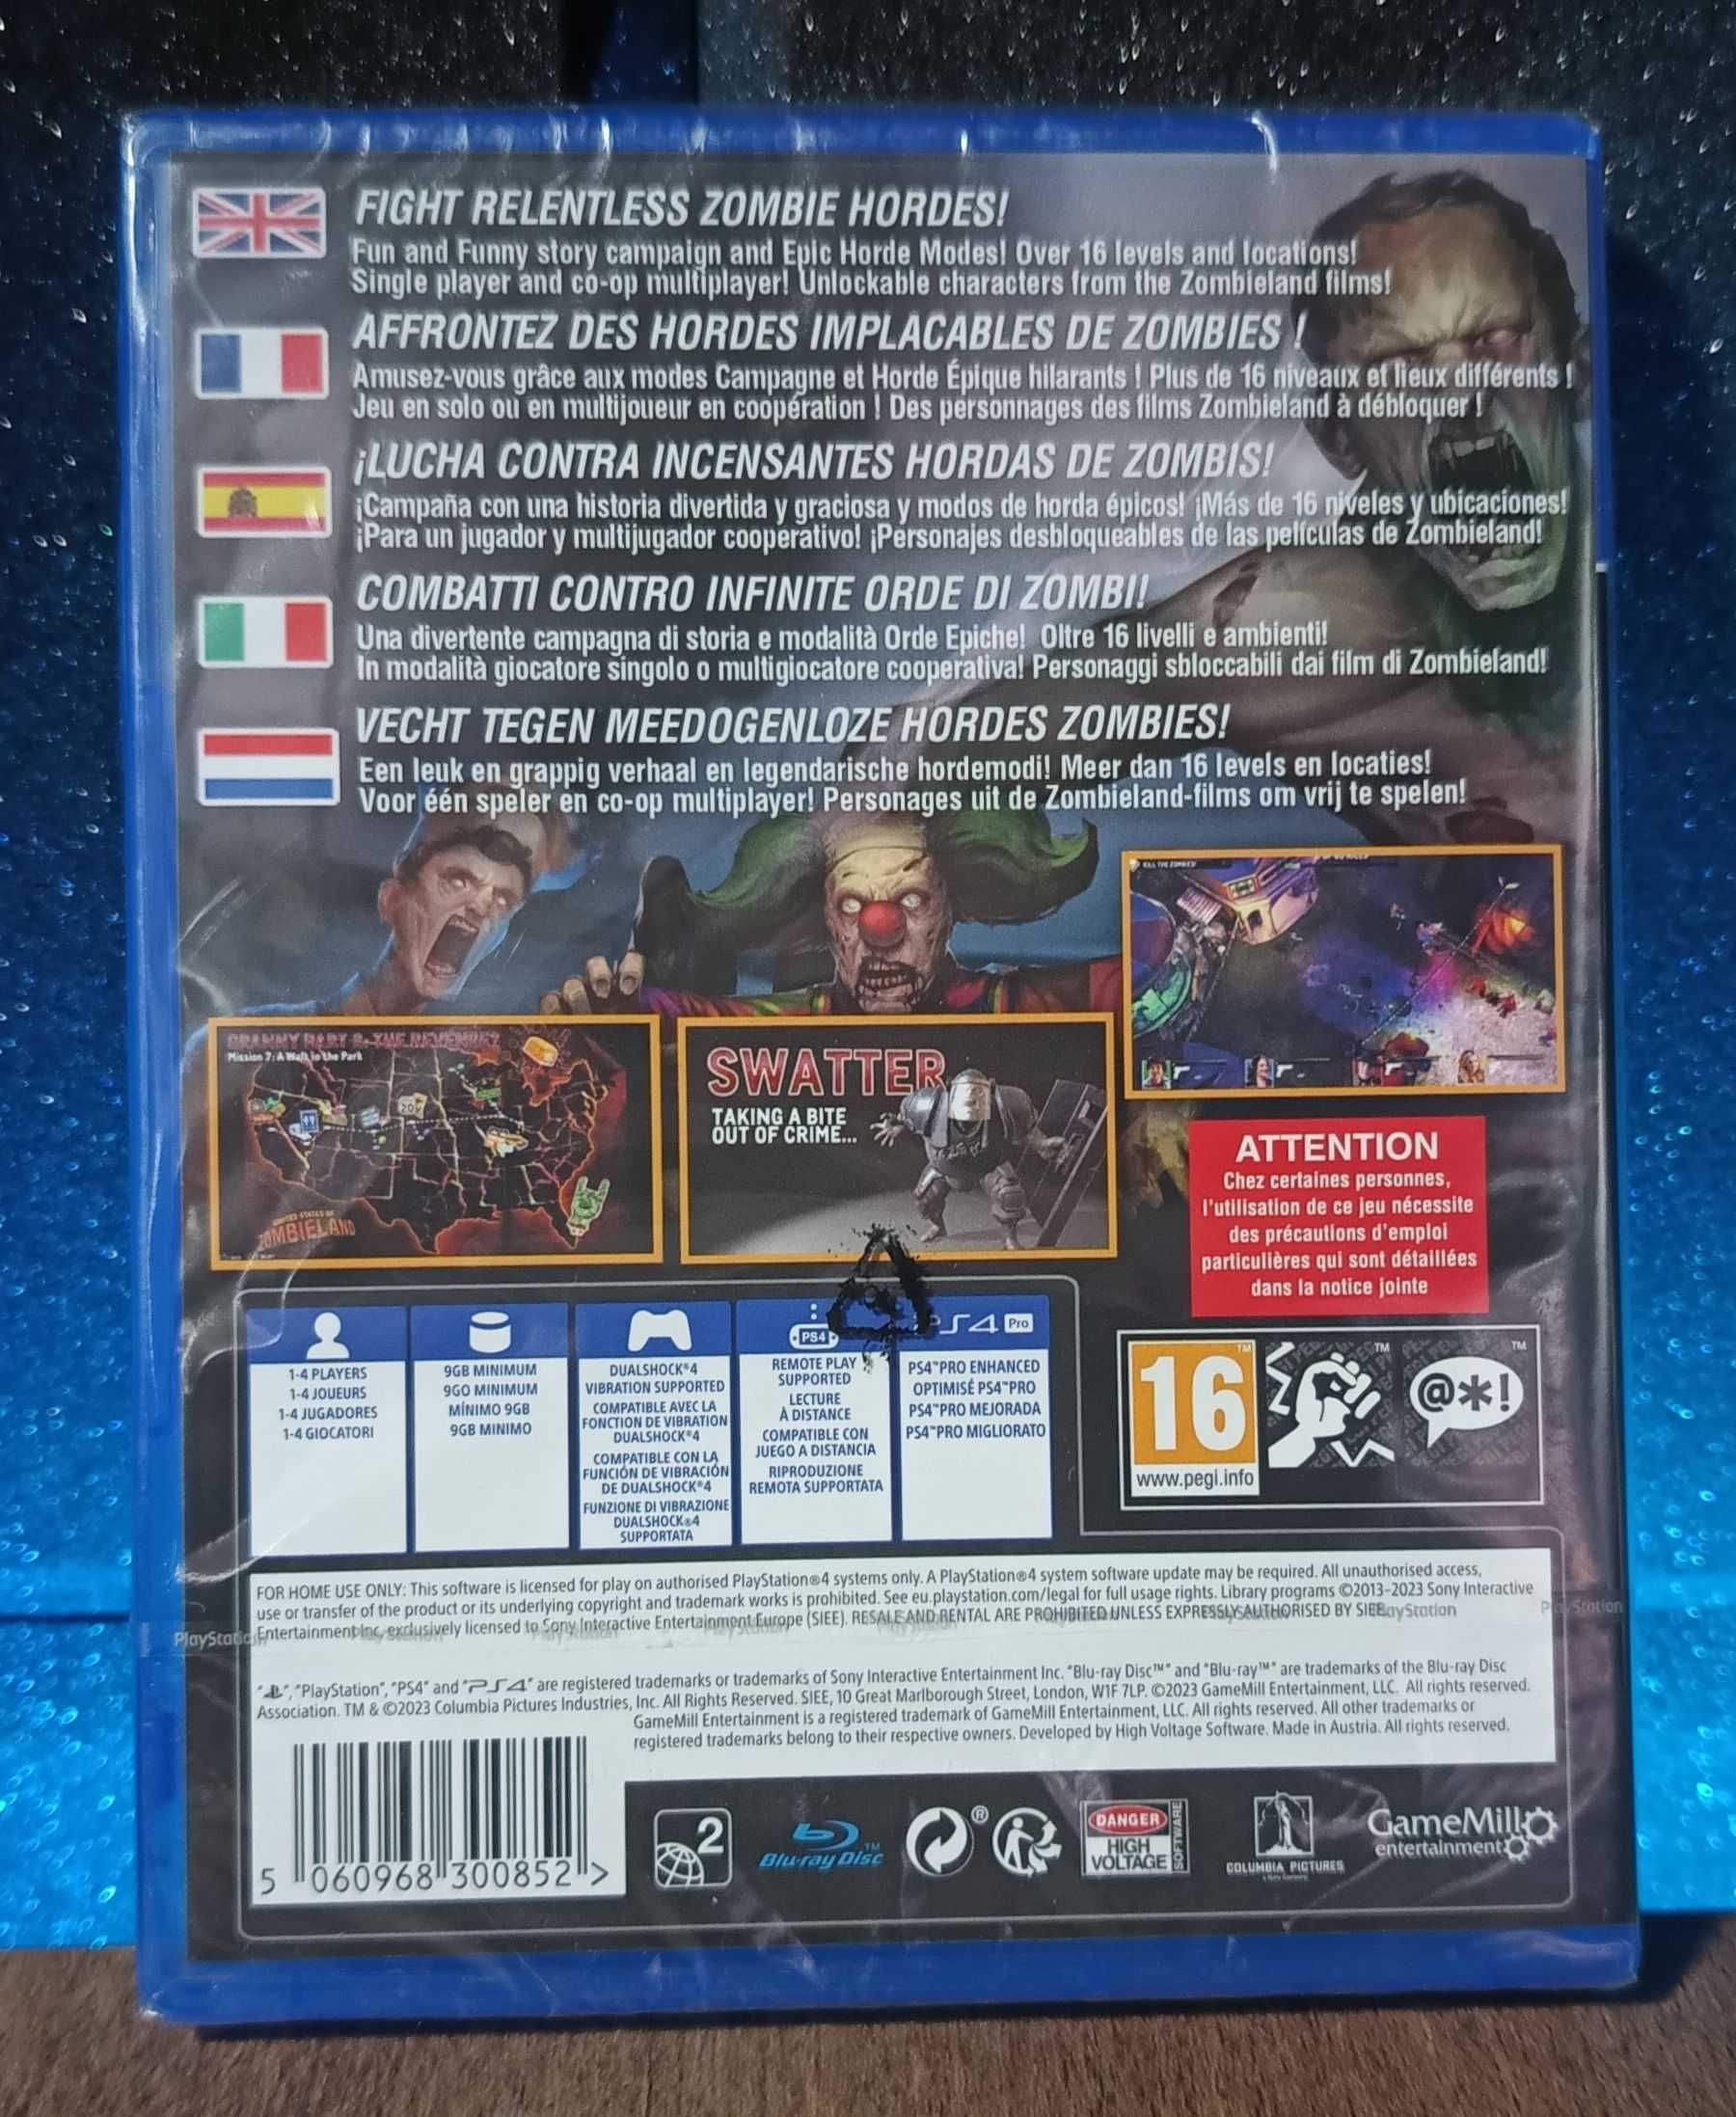 FIGHT RELENTLESS ZOMBIE HORDES!
Fun and Funny story campaign and Epic Horde Modes! Over 16 levels and locations!
Single player and co-op multiplayer! Unlockable characters from the Zombieland films!
AFFRONTEZ DES HORDES IMPLACABLES DE ZOMBIES !
Amusez-vous grâce aux modes Campagne et Horde Épique hilarants ! Plus de 16 niveaux et lieux différents !
Jeu en solo ou en multijoueur en coopération ! Des personnages des films Zombieland à débloquer !
¡LUCHA CONTRA INCENSANTES HORDAS DE ZOMBIS!
¡Campaña con una historia divertida y graciosa y modos de horda épicos! ¡Más de 16 niveles y ubicaciones!
¡Para un jugador y multijugador cooperativo! ¡Personajes desbloqueables de las películas de Zombieland!
COMBATTI CONTRO INFINITE ORDE DI ZOMBI!
Una divertente campagna di storia e modalità Orde Epiche! Oltre 16 livelli e ambienti!
In modalità giocatore singolo o multigiocatore cooperativa! Personaggi sbloccabili dai film di Zombieland!
VECHT TEGEN MEEDOGENLOZE HORDES ZOMBIES!
Een leuk en grappig verhaal en legendarische hordemodi! Meer dan 16 levels en locaties!
Voor één speler en co-op multiplayer! Personages uit de Zombieland-films om vrij te spelen!
KILL THE ZOMBIES!
Mission 7: A Walk in the Park
20
UNITED STATES OF
ZOMBIELAND
SWATTER
TAKING A BITE
OUT OF CRIME...
ATTENTION
Chez certaines personnes,
l'utilisation de ce jeu nécessite
des précautions d'emploi
particulières qui sont détaillées
dans la notice jointe
1-4 PLAYERS
1-4 JOUEURS
1-4 JUGADORES
1-4 GIOCATORI
9GB MINIMUM
9GO MINIMUM
MÍNIMO 9GB
9GB MINIMO
DUALSHOCK®4
VIBRATION SUPPORTED
COMPATIBLE AVEC LA
FONCTION DE VIBRATION
DUALSHOCK®4
COMPATIBLE CON LA
FUNCIÓN DE VIBRACIÓN
DE DUALSHOCK®4
FUNZIONE DI VIBRAZIONE
DUALSHOCK®4
SUPPORTATA
PS4
REMOTE PLAY
SUPPORTED
LECTURE
À DISTANCE
COMPATIBLE CON
JUEGO A DISTANCIA
RIPRODUZIONE
REMOTA SUPPORTATA
PS4 Pro
PS4™PRO ENHANCED
OPTIMISÉ PS4™PRO
PS4™PRO MEJORADA
PS4™PRO MIGLIORATO
16
www.pegi.info
@*!
FOR HOME USE ONLY: This software is licensed for play on authorised PlayStation®4 systems only. A PlayStation®4 system software update may be required. All unauthorised access,
use or transfer of the product or its underlying copyright and trademark works is prohibited. See eu.playstation.com/legal for full usage rights. Library programs ©2013-2023 Sony Interactive
Entertainment Inc. exclusively licensed to Sony Interactive Entertainment Europe (SIEE). RESALE AND RENTAL ARE PROHIBITED UNLESS EXPRESSLY AUTHORISED BY SIEE.
"PlayStation", "PS4" and "PS4" are registered trademarks or trademarks of Sony Interactive Entertainment Inc. "Blu-ray Disc™" and "Blu-ray™" are trademarks of the Blu-ray Disc
Association. TM & ©2023 Columbia Pictures Industries, Inc. All Rights Reserved. SIEE, 10 Great Marlborough Street, London, W1F 7LP. ©2023 GameMill Entertainment, LLC. All rights reserved.
GameMill Entertainment is a registered trademark of GameMill Entertainment, LLC. All rights reserved. All other trademarks or
registered trademarks belong to their respective owners. Developed by High Voltage Software. Made in Austria. All rights reserved.
5 060968 300852 >
2
Blu-ray Disc™
DANGER
HIGH
VOLTAGE
SOFTWARE
COLUMBIA PICTURES
GameMill
entertainment